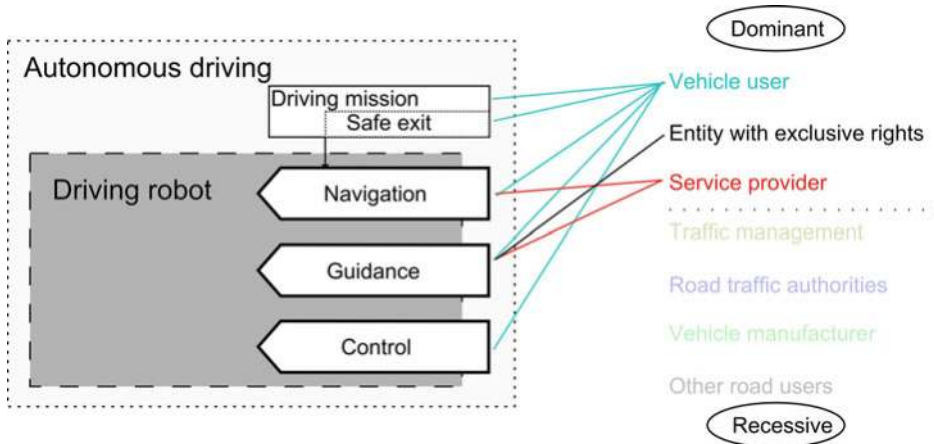 Dominant
Autonomous driving
Driving mission
Safe exit
Vehicle user
Entity with exclusive rights
Driving robot
Navigation
Service provider
Traffic management
Guidance
Road traffic authorities
Control
Vehicle manufacturer
Other road users
Recessive